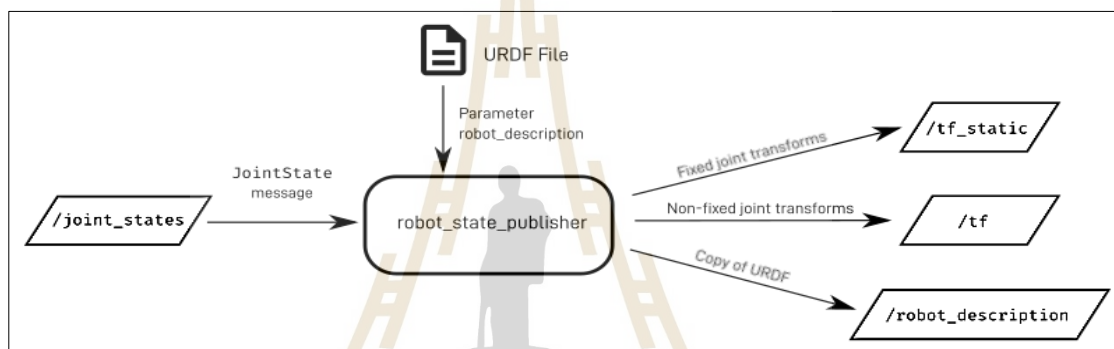 URDF File
Parameter
robot_description
JointState
message
/joint_states
robot_state_publisher
Fixed joint transforms
/tf_static
Non-fixed joint transforms
/tf
Copy of URDF
/robot_description